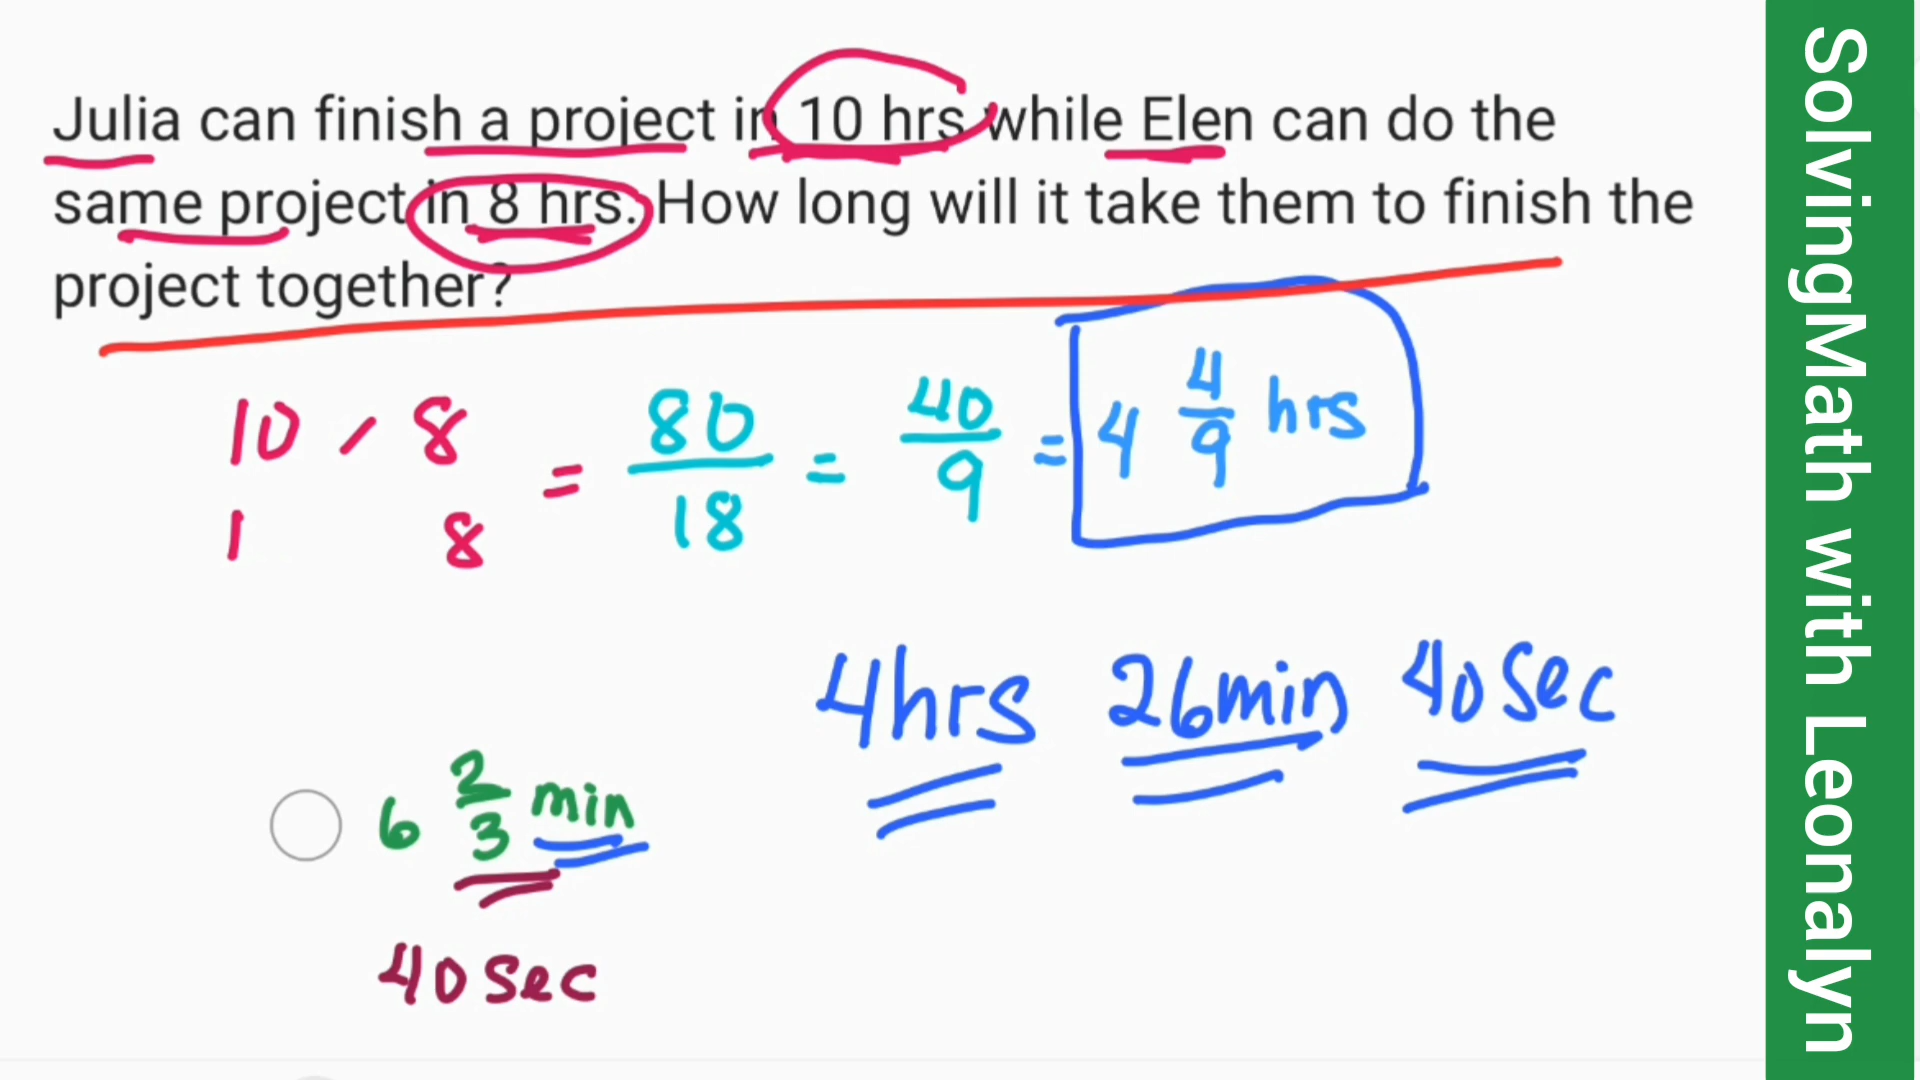 Julia can finish a project in 10 hrs while Elen can do the
same project in 8 hrs. How long will it take them to finish the
project together?
10 / 8 = 80/18 = 40/9 = 4 4/9 hrs
1 8
4hrs 26min 40sec
6 2/3 min
40sec
SolvingMath with Leonalyn